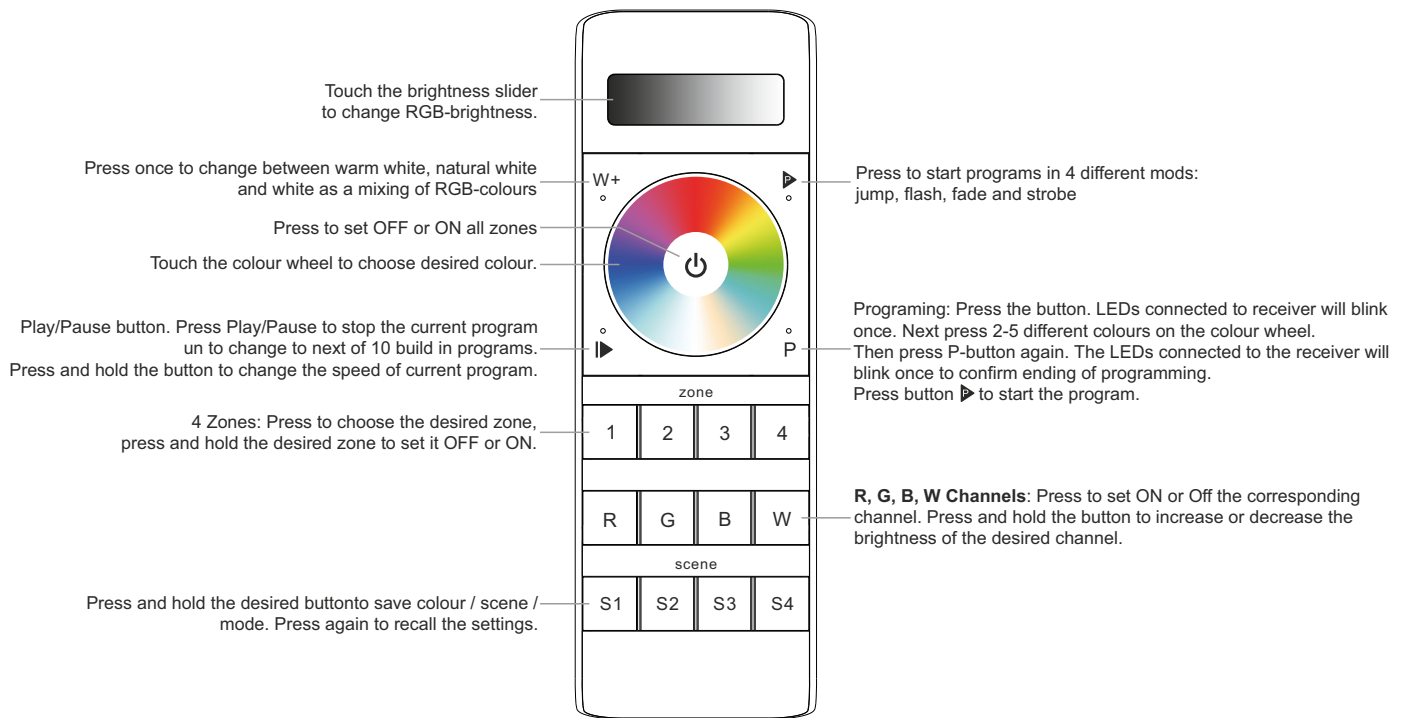 Touch the brightness slider
to change RGB-brightness.
Press once to change between warm white, natural white
and white as a mixing of RGB-colours
Press to set OFF or ON all zones
Touch the colour wheel to choose desired colour.
Play/Pause button. Press Play/Pause to stop the current program
un to change to next of 10 build in programs.
Press and hold the button to change the speed of current program.
4 Zones: Press to choose the desired zone,
press and hold the desired zone to set it OFF or ON.
Press and hold the desired buttonto save colour / scene /
mode. Press again to recall the settings.
W+
P
P
zone
1 2 3 4
R G B W
scene
S1 S2 S3 S4
Press to start programs in 4 different mods:
jump, flash, fade and strobe
Programing: Press the button. LEDs connected to receiver will blink
once. Next press 2-5 different colours on the colour wheel.
Then press P-button again. The LEDs connected to the receiver will
blink once to confirm ending of programming.
Press button P to start the program.
R, G, B, W Channels: Press to set ON or Off the corresponding
channel. Press and hold the button to increase or decrease the
brightness of the desired channel.